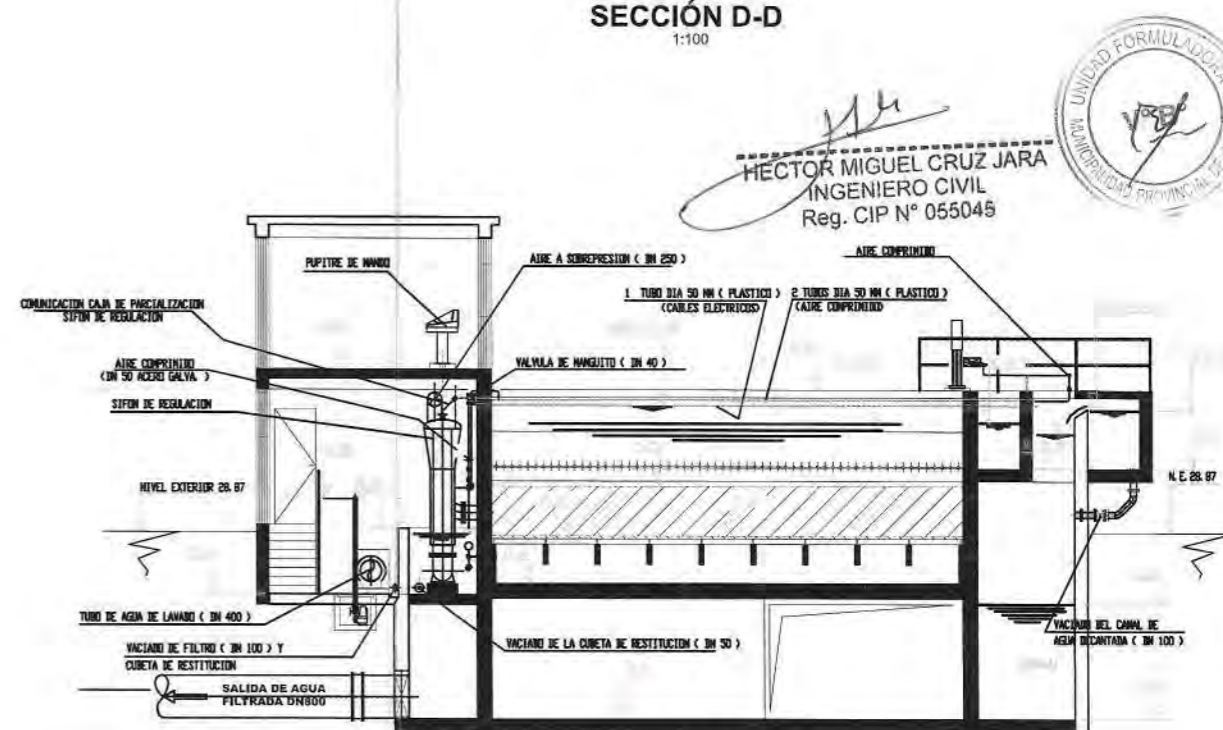 SECCIÓN D-D
1:100
UNIDAD FORMULADORA
MUNICIPALIDAD PROVINCIAL DE
HECTOR MIGUEL CRUZ JARA
INGENIERO CIVIL
Reg. CIP N° 055045
PUPITRE DE MANDO
AIRE A SOBREPRESION ( DN 250 )
AIRE COMPRIMIDO
1 TUBO DIA 50 MM ( PLASTICO )
(CABLES ELECTRICOS)
2 TUBOS DIA 50 MM ( PLASTICO )
(AIRE COMPRIMIDO)
COMUNICACION CAJA DE PARCIALIZACION
SIFON DE REGULACION
AIRE COMPRIMIDO
(DN 50 ACERO GALVA. )
VALVULA DE MANGUITO ( DN 40 )
SIFON DE REGULACION
NIVEL EXTERIOR 28.87
N.E. 28.87
TUBO DE AGUA DE LAVADO ( DN 400 )
VACIADO DE FILTRO ( DN 100 ) Y
CUBETA DE RESTITUCION
VACIADO DE LA CUBETA DE RESTITUCION ( DN 50 )
VACIADO DEL CANAL DE
AGUA DECANTADA ( DN 100 )
SALIDA DE AGUA
FILTRADA DN800